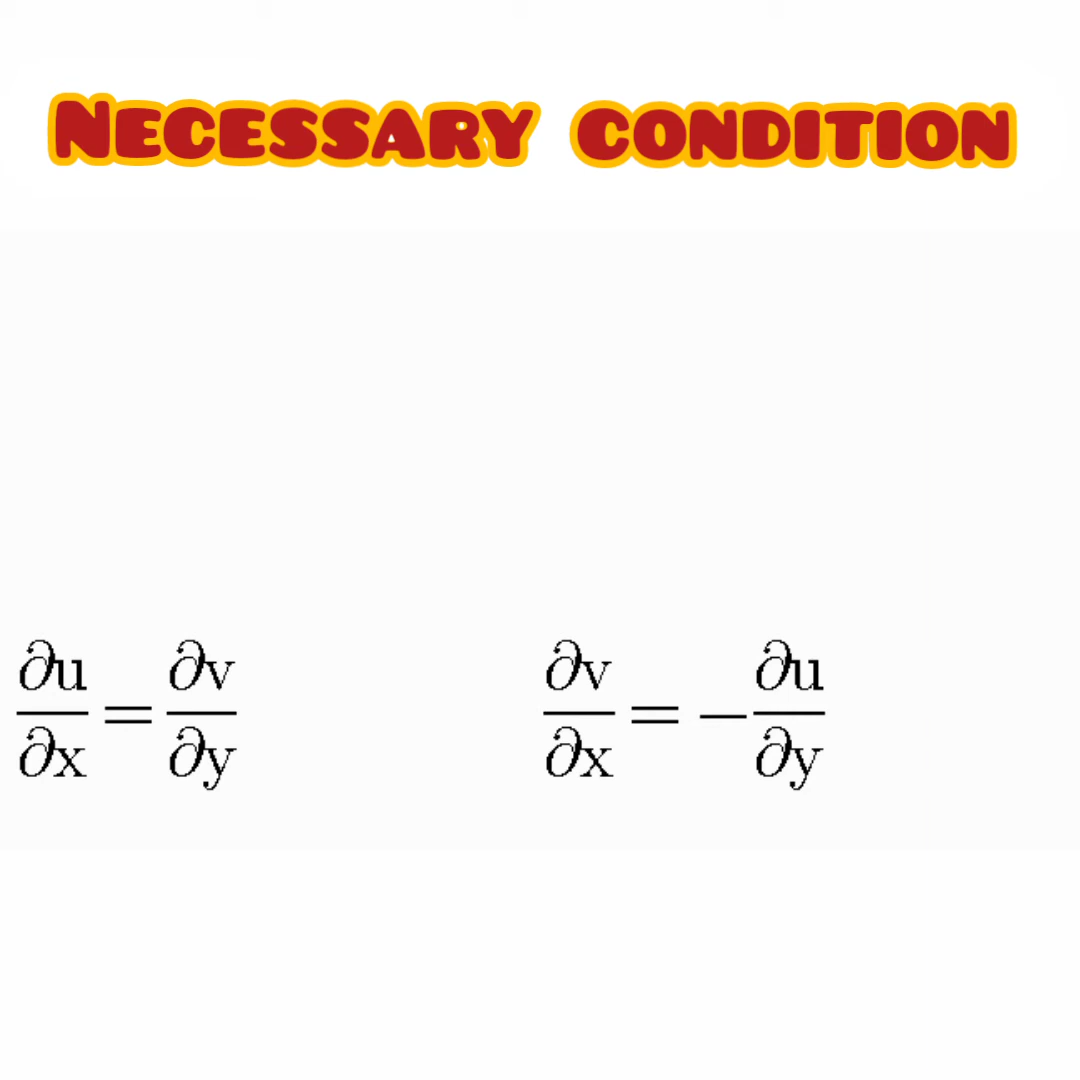 NECESSARY CONDITION
∂u/∂x = ∂v/∂y    ∂v/∂x = −∂u/∂y